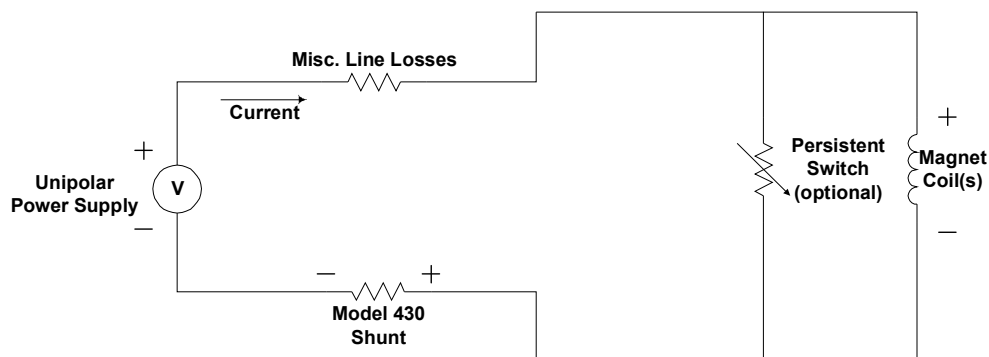 Misc. Line Losses
Current
+
Unipolar
Power Supply
V
−
Persistent
Switch
(optional)
+
Magnet
Coil(s)
−
−
+
Model 430
Shunt